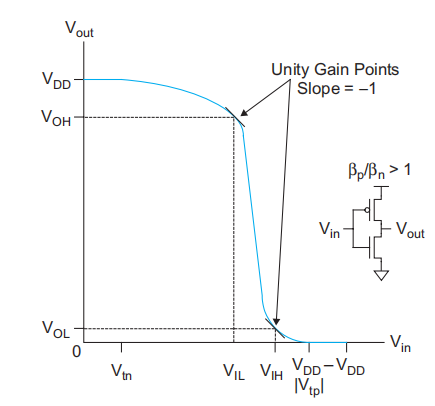 Vout
VDD
VOH
Unity Gain Points
Slope = –1
βp/βn > 1
Vin
Vout
VOL
0
Vtn
VIL
VIH
VDD –
|Vtp|
VDD
Vin